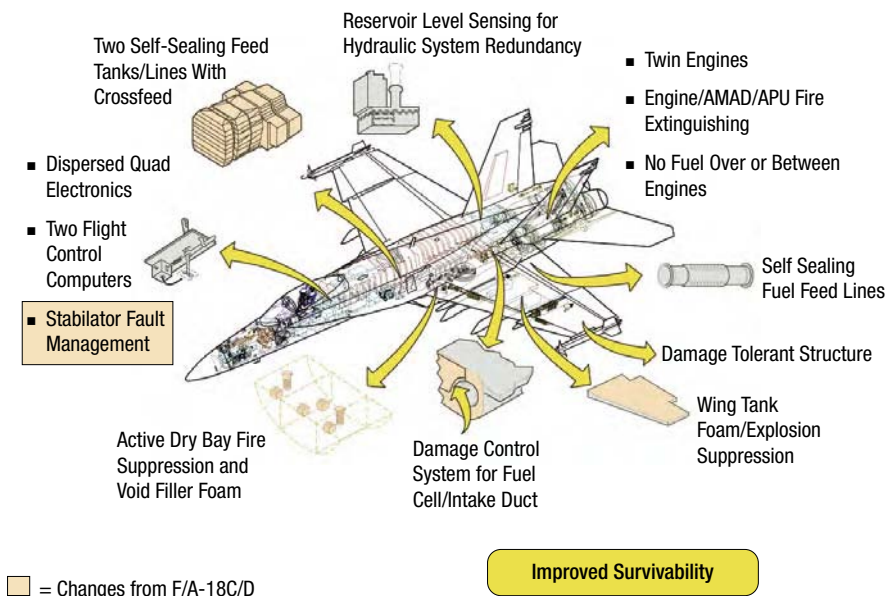 Two Self-Sealing Feed
Tanks/Lines With
Crossfeed
Reservoir Level Sensing for
Hydraulic System Redundancy
■ Twin Engines
■ Engine/AMAD/APU Fire
Extinguishing
■ No Fuel Over or Between
Engines
■ Dispersed Quad
Electronics
■ Two Flight
Control
Computers
■ Stabilator Fault
Management
Self Sealing
Fuel Feed Lines
Damage Tolerant Structure
Wing Tank
Foam/Explosion
Suppression
Damage Control
System for Fuel
Cell/Intake Duct
Active Dry Bay Fire
Suppression and
Void Filler Foam
Improved Survivability
= Changes from F/A-18C/D